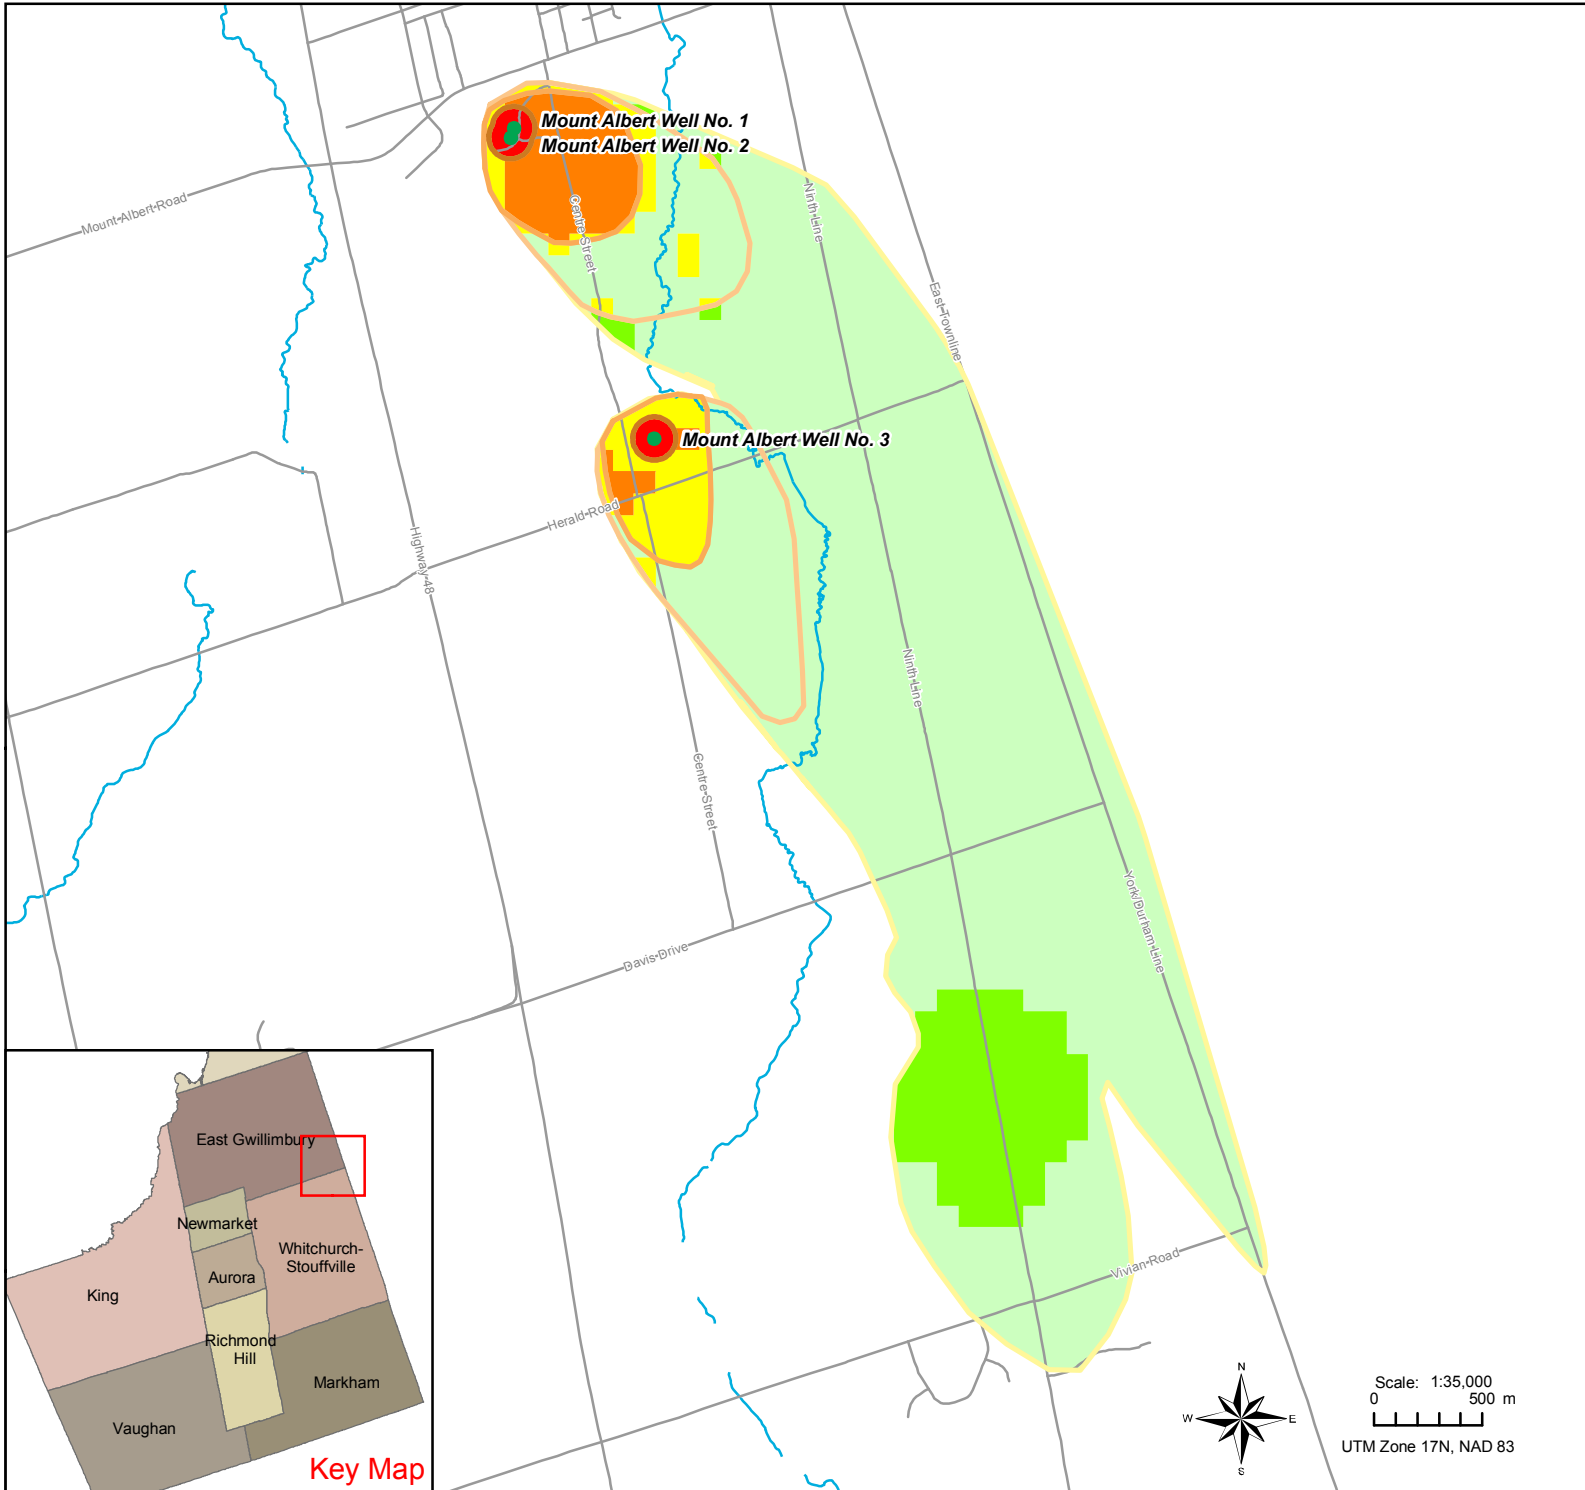 Mount Albert Well No. 1
Mount Albert Well No. 2
Mount Albert Road
Centre Street
Ninth Line
East Townline
Mount Albert Well No. 3
Herald Road
Highway 48
Ninth Line
Centre Street
York/Durham Line
Davis Drive
Vivian Road
East Gwillimbury
Newmarket
Whitchurch-
Stouffville
Aurora
King
Richmond
Hill
Markham
Vaughan
Key Map
N
W
E
S
Scale: 1:35,000
0 500 m
UTM Zone 17N, NAD 83